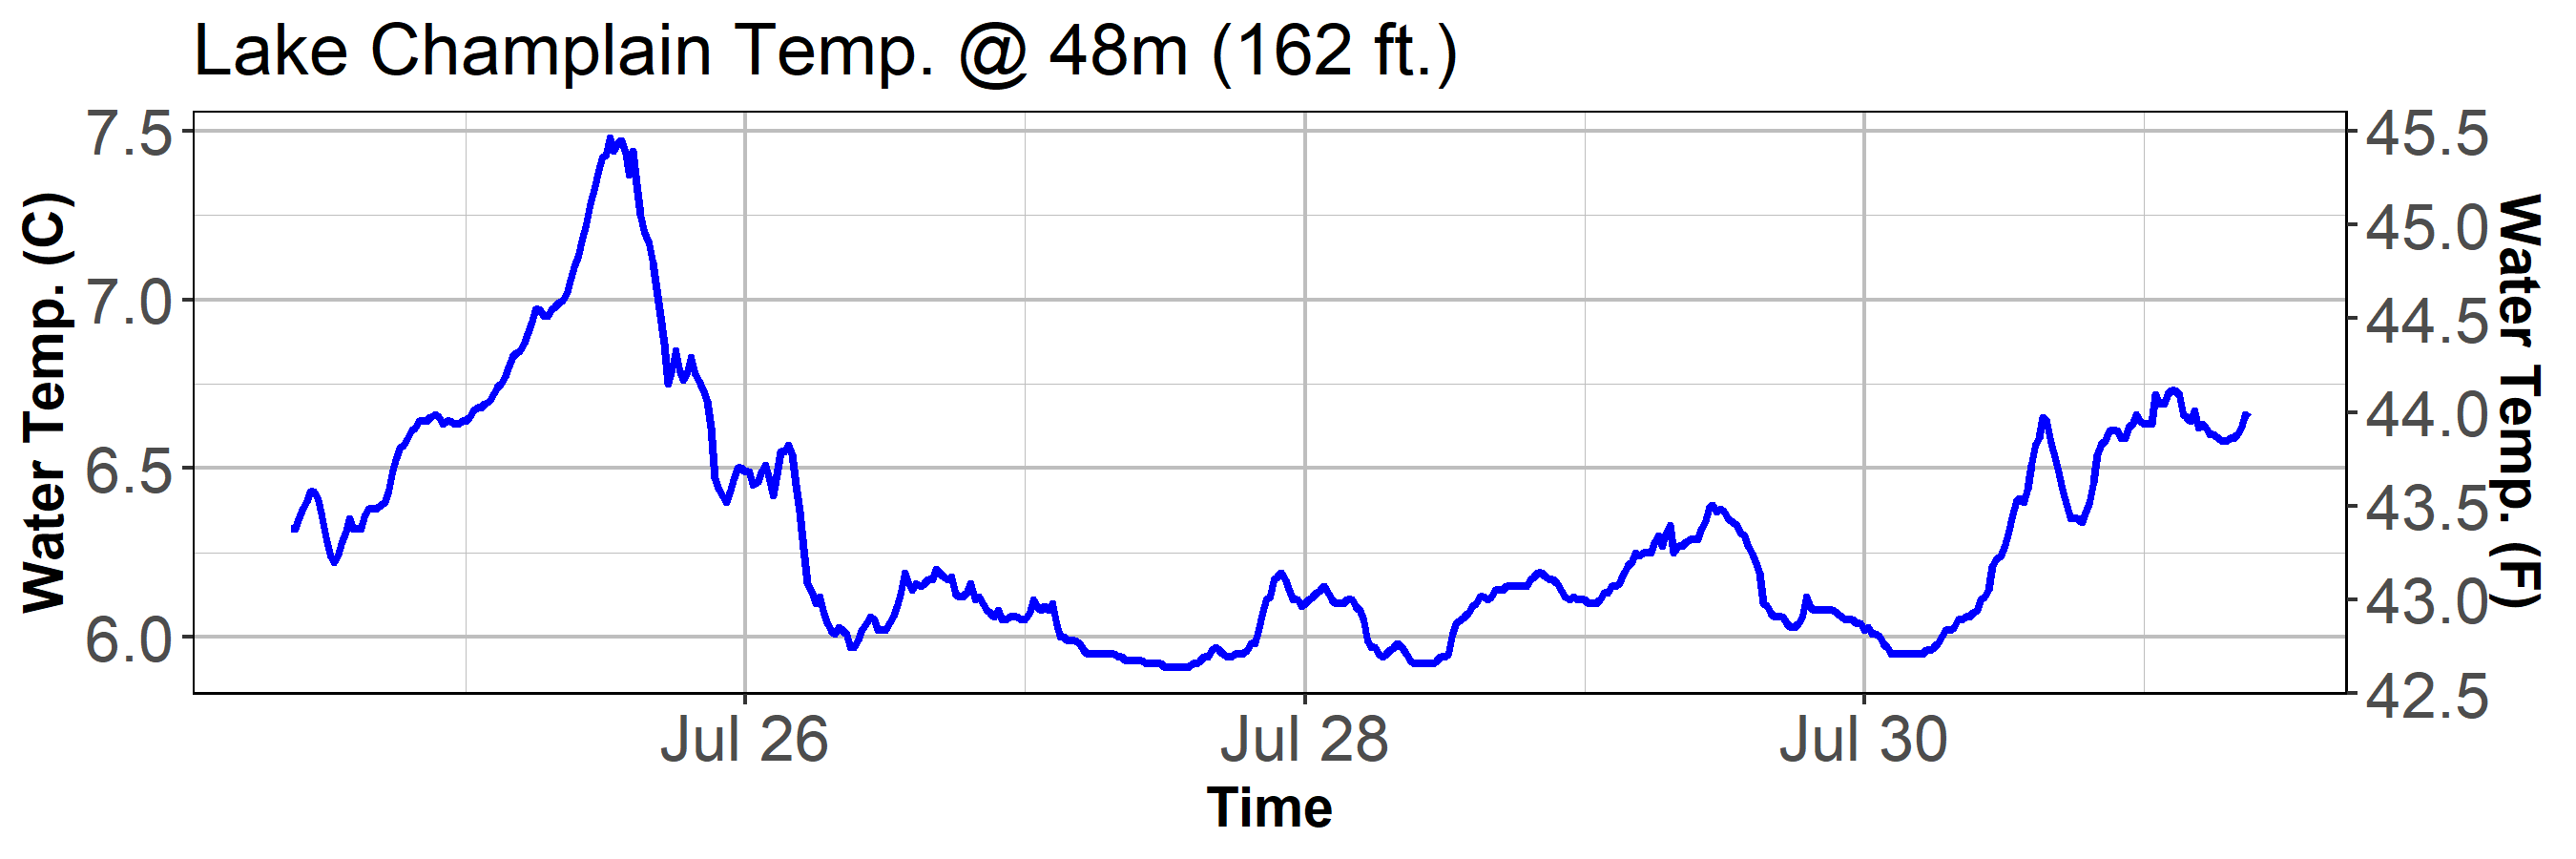 Lake Champlain Temp. @ 48m (162 ft.)
Water Temp. (C)
7.5
7.0
6.5
6.0
45.5
45.0
44.5
44.0
43.5
43.0
42.5
Water Temp. (F)
Jul 26 Jul 28 Jul 30
Time